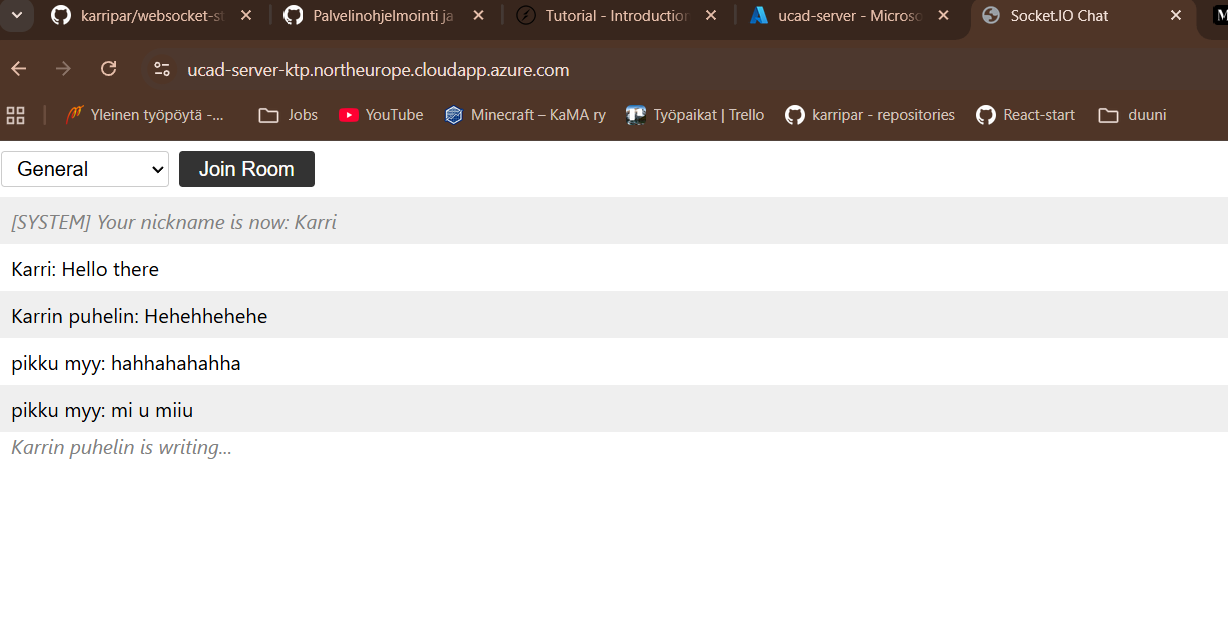 karripar/websocket-st
Palvelinohjelmointi ja
Tutorial - Introduction
ucad-server - Microso
Socket.IO Chat
ucad-server-ktp.northeurope.cloudapp.azure.com
Yleinen työpöytä -...
Jobs
YouTube
Minecraft – KaMA ry
Työpaikat | Trello
karripar - repositories
React-start
duuni
General
Join Room
[SYSTEM] Your nickname is now: Karri
Karri: Hello there
Karrin puhelin: Hehehhehehe
pikku myy: hahhahahahha
pikku myy: mi u miiu
Karrin puhelin is writing...